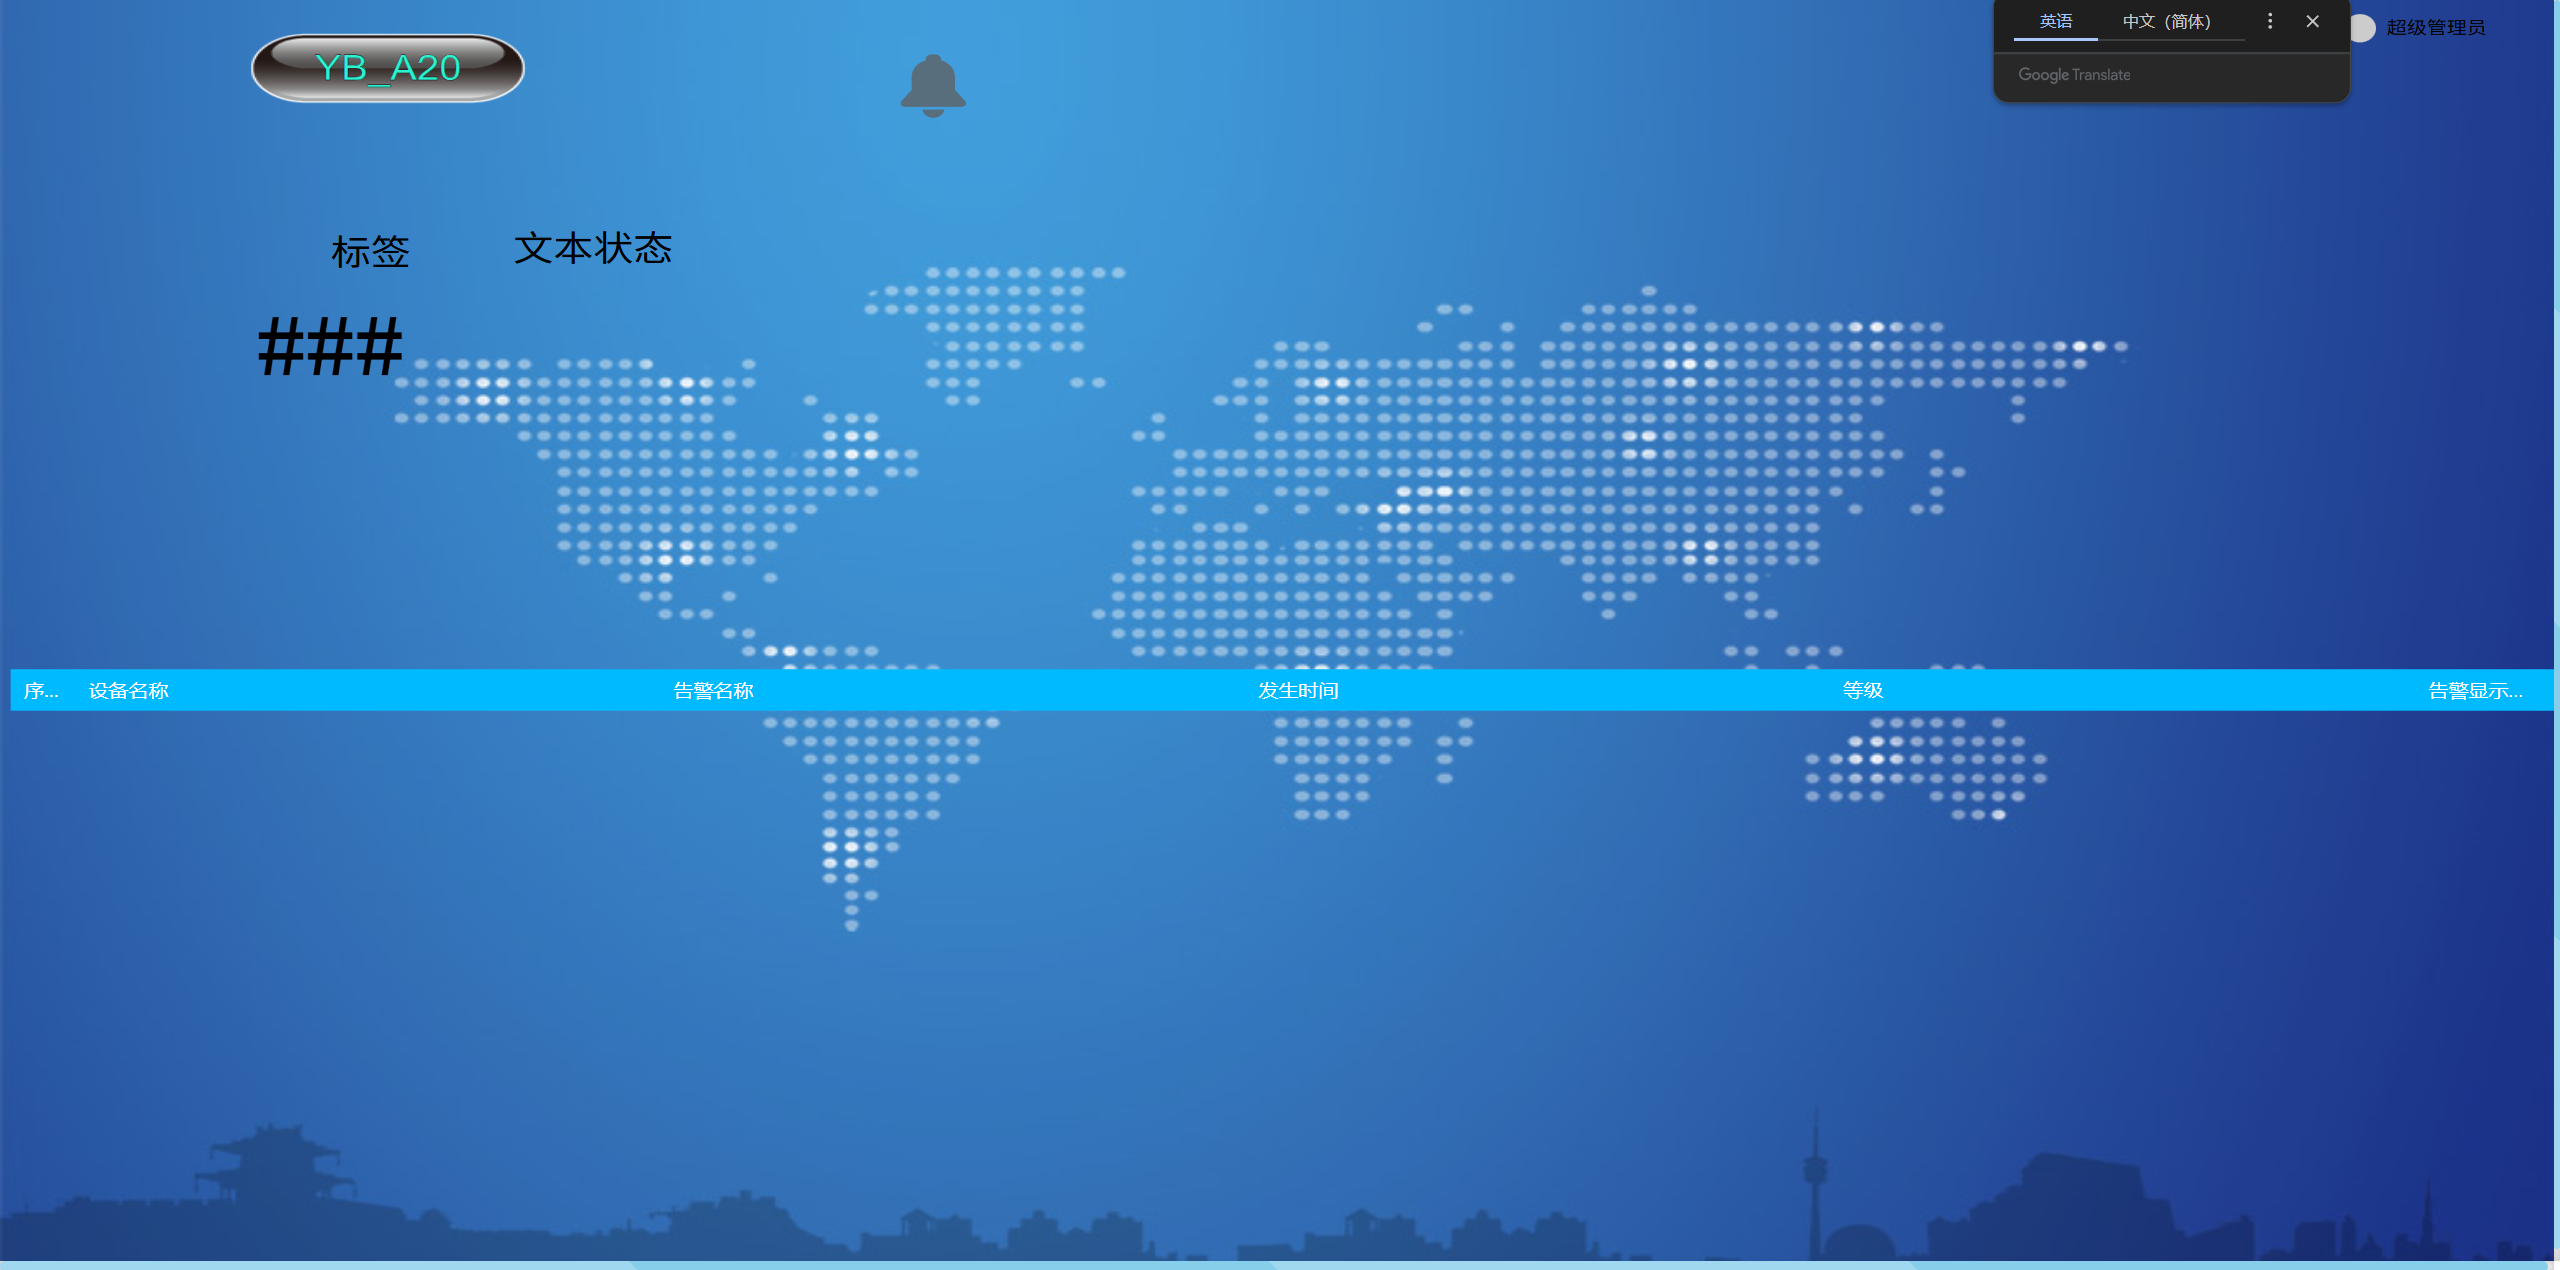 英语 中文（简体）
超级管理员
Google Translate
YB_A20
标签 文本状态
###
序... 设备名称 告警名称 发生时间 等级 告警显示...